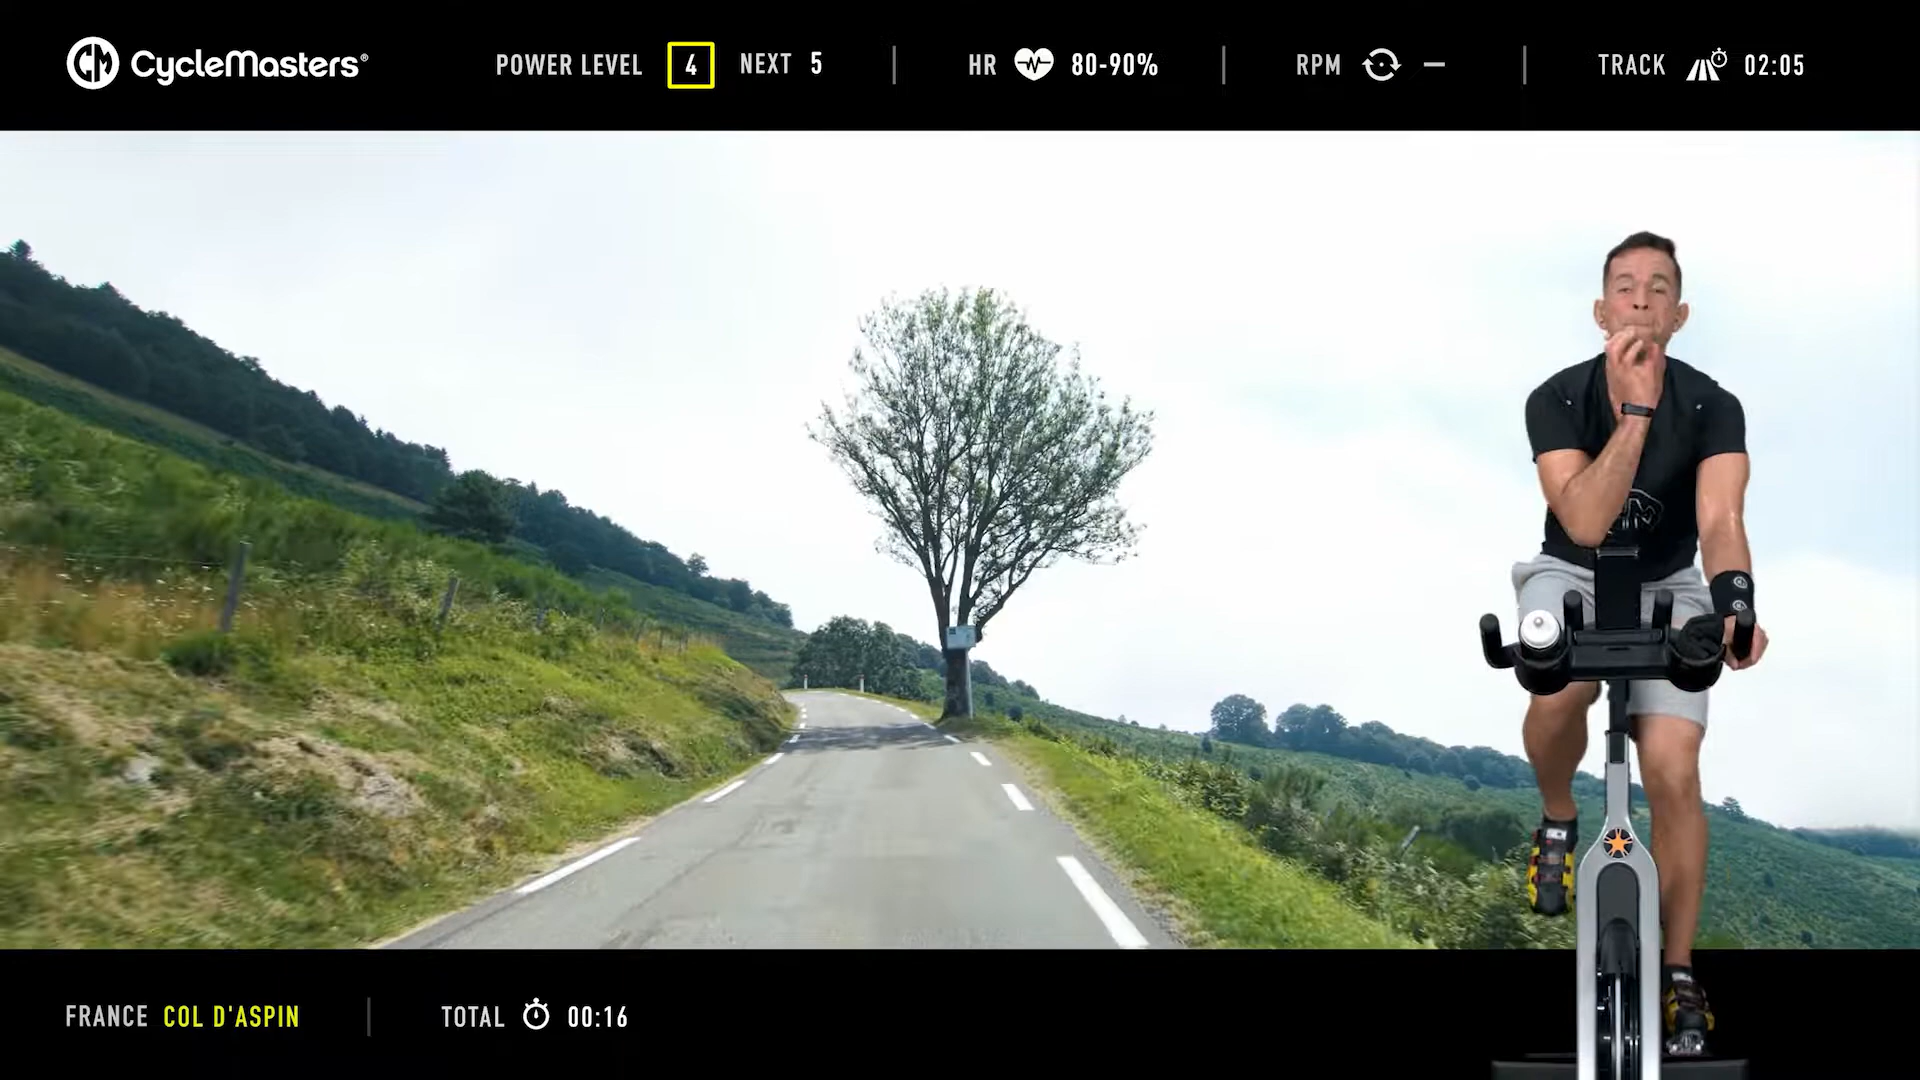 CM CycleMasters®
POWER LEVEL 4 NEXT 5
HR 80-90%
RPM –
TRACK 02:05
FRANCE COL D'ASPIN
TOTAL 00:16